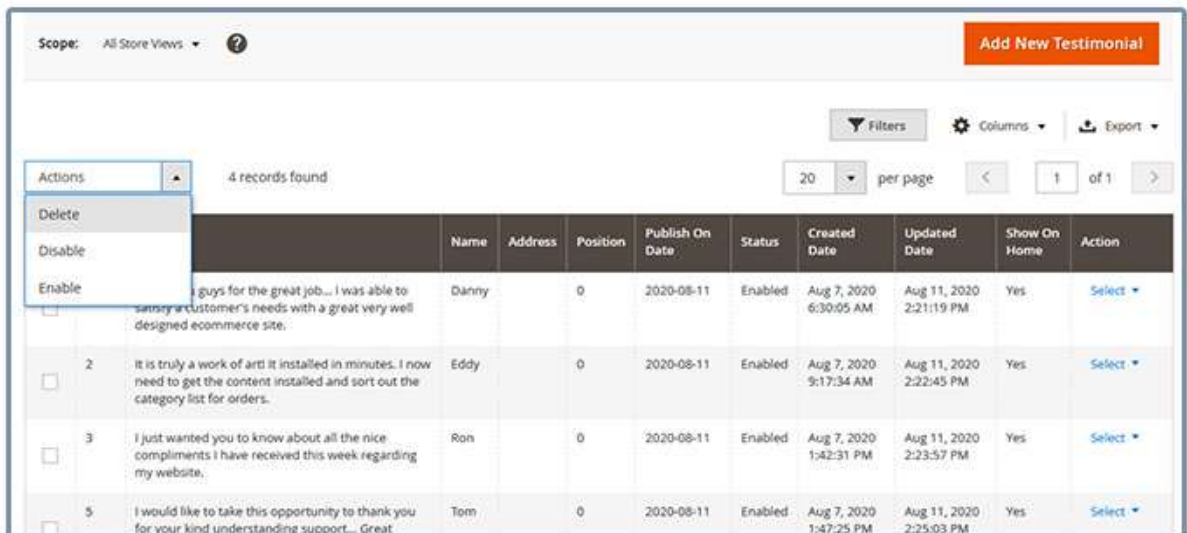 Scope: All Store Views ?
Add New Testimonial
Filters Columns Export
Actions 4 records found 20 per page 1 of 1
Delete
Disable
Enable
Name Address Position Publish On Date Status Created Date Updated Date Show On Home Action
guys for the great job... I was able to Danny 0 2020-08-11 Enabled Aug 7, 2020 Aug 11, 2020 Yes Select
satisfy a customer's needs with a great very well 6:30:05 AM 2:21:19 PM
designed ecommerce site.
2 It is truly a work of art! It installed in minutes. I now Eddy 0 2020-08-11 Enabled Aug 7, 2020 Aug 11, 2020 Yes Select
need to get the content installed and sort out the 9:17:34 AM 2:22:45 PM
category list for orders.
3 I just wanted you to know about all the nice Ron 0 2020-08-11 Enabled Aug 7, 2020 Aug 11, 2020 Yes Select
compliments I have received this week regarding 1:42:31 PM 2:23:57 PM
my website.
5 I would like to take this opportunity to thank you Tom 0 2020-08-11 Enabled Aug 7, 2020 Aug 11, 2020 Yes Select
for your kind understanding support... Great 1:47:25 PM 2:25:03 PM